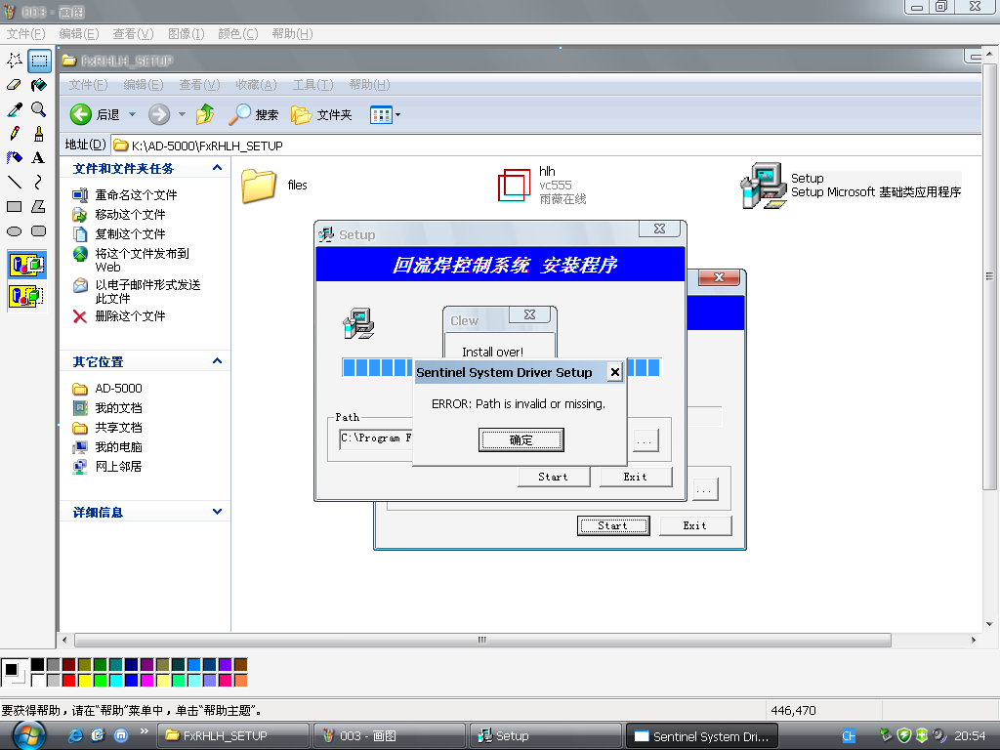 003 - 画图
文件(F) 编辑(E) 查看(V) 图像(I) 颜色(C) 帮助(H)
FxRHLH_SETUP
文件(F) 编辑(E) 查看(V) 收藏(A) 工具(T) 帮助(H)
后退 搜索 文件夹
地址(D) K:\AD-5000\FxRHLH_SETUP
文件和文件夹任务
重命名这个文件
移动这个文件
复制这个文件
将这个文件发布到
Web
以电子邮件形式发送
此文件
删除这个文件
其它位置
AD-5000
我的文档
共享文档
我的电脑
网上邻居
详细信息
files
hlh
vc555
雨薇在线
Setup
Setup Microsoft 基础类应用程序
Setup
回流焊控制系统 安装程序
Clew
Install over!
Sentinel System Driver Setup
ERROR: Path is invalid or missing.
确定
Path
C:\Program F
...
Start Exit
...
Start Exit
要获得帮助，请在“帮助”菜单中，单击“帮助主题”。
446,470
FxRHLH_SETUP
003 - 画图
Setup
Sentinel System Dri...
CH
20:54